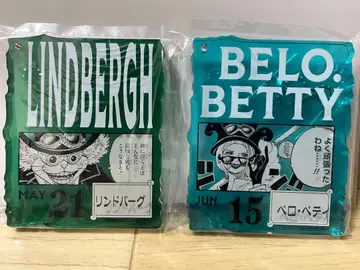 LINDBERGH
MAY 21
リンドバーグ
BELO.
BETTY
よく頑張った
わね……!!
JUN 15
ベロ・ベティ